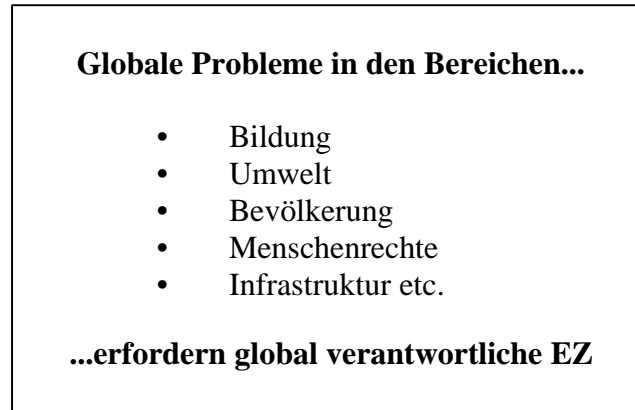 Globale Probleme in den Bereichen...
• Bildung
• Umwelt
• Bevölkerung
• Menschenrechte
• Infrastruktur etc.
...erfordern global verantwortliche EZ